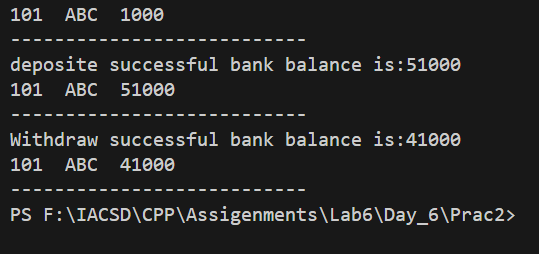 101  ABC  1000
---------------------------
deposite successful bank balance is:51000
101  ABC  51000
---------------------------
Withdraw successful bank balance is:41000
101  ABC  41000
---------------------------
PS F:\IACSD\CPP\Assigenments\Lab6\Day_6\Prac2>